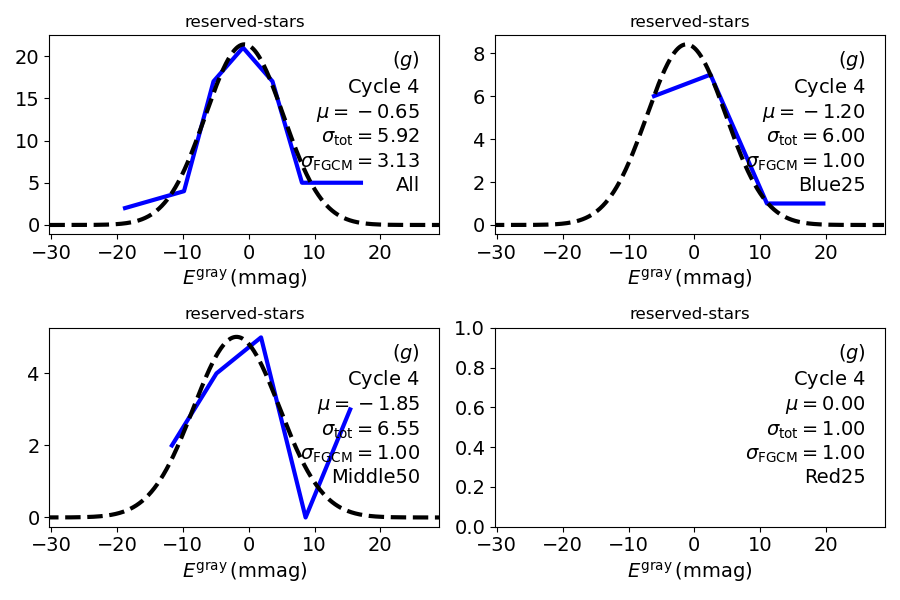 reserved-stars
20
15
10
5
0
(g)
Cycle 4
μ = −0.65
σtot = 5.92
σFGCM = 3.13
All
−30 −20 −10 0 10 20
E^gray (mmag)
reserved-stars
8
6
4
2
0
(g)
Cycle 4
μ = −1.20
σtot = 6.00
σFGCM = 1.00
Blue25
−30 −20 −10 0 10 20
E^gray (mmag)
reserved-stars
4
2
0
(g)
Cycle 4
μ = −1.85
σtot = 6.55
σFGCM = 1.00
Middle50
−30 −20 −10 0 10 20
E^gray (mmag)
reserved-stars
1.0
0.8
0.6
0.4
0.2
0.0
(g)
Cycle 4
μ = 0.00
σtot = 1.00
σFGCM = 1.00
Red25
−30 −20 −10 0 10 20
E^gray (mmag)